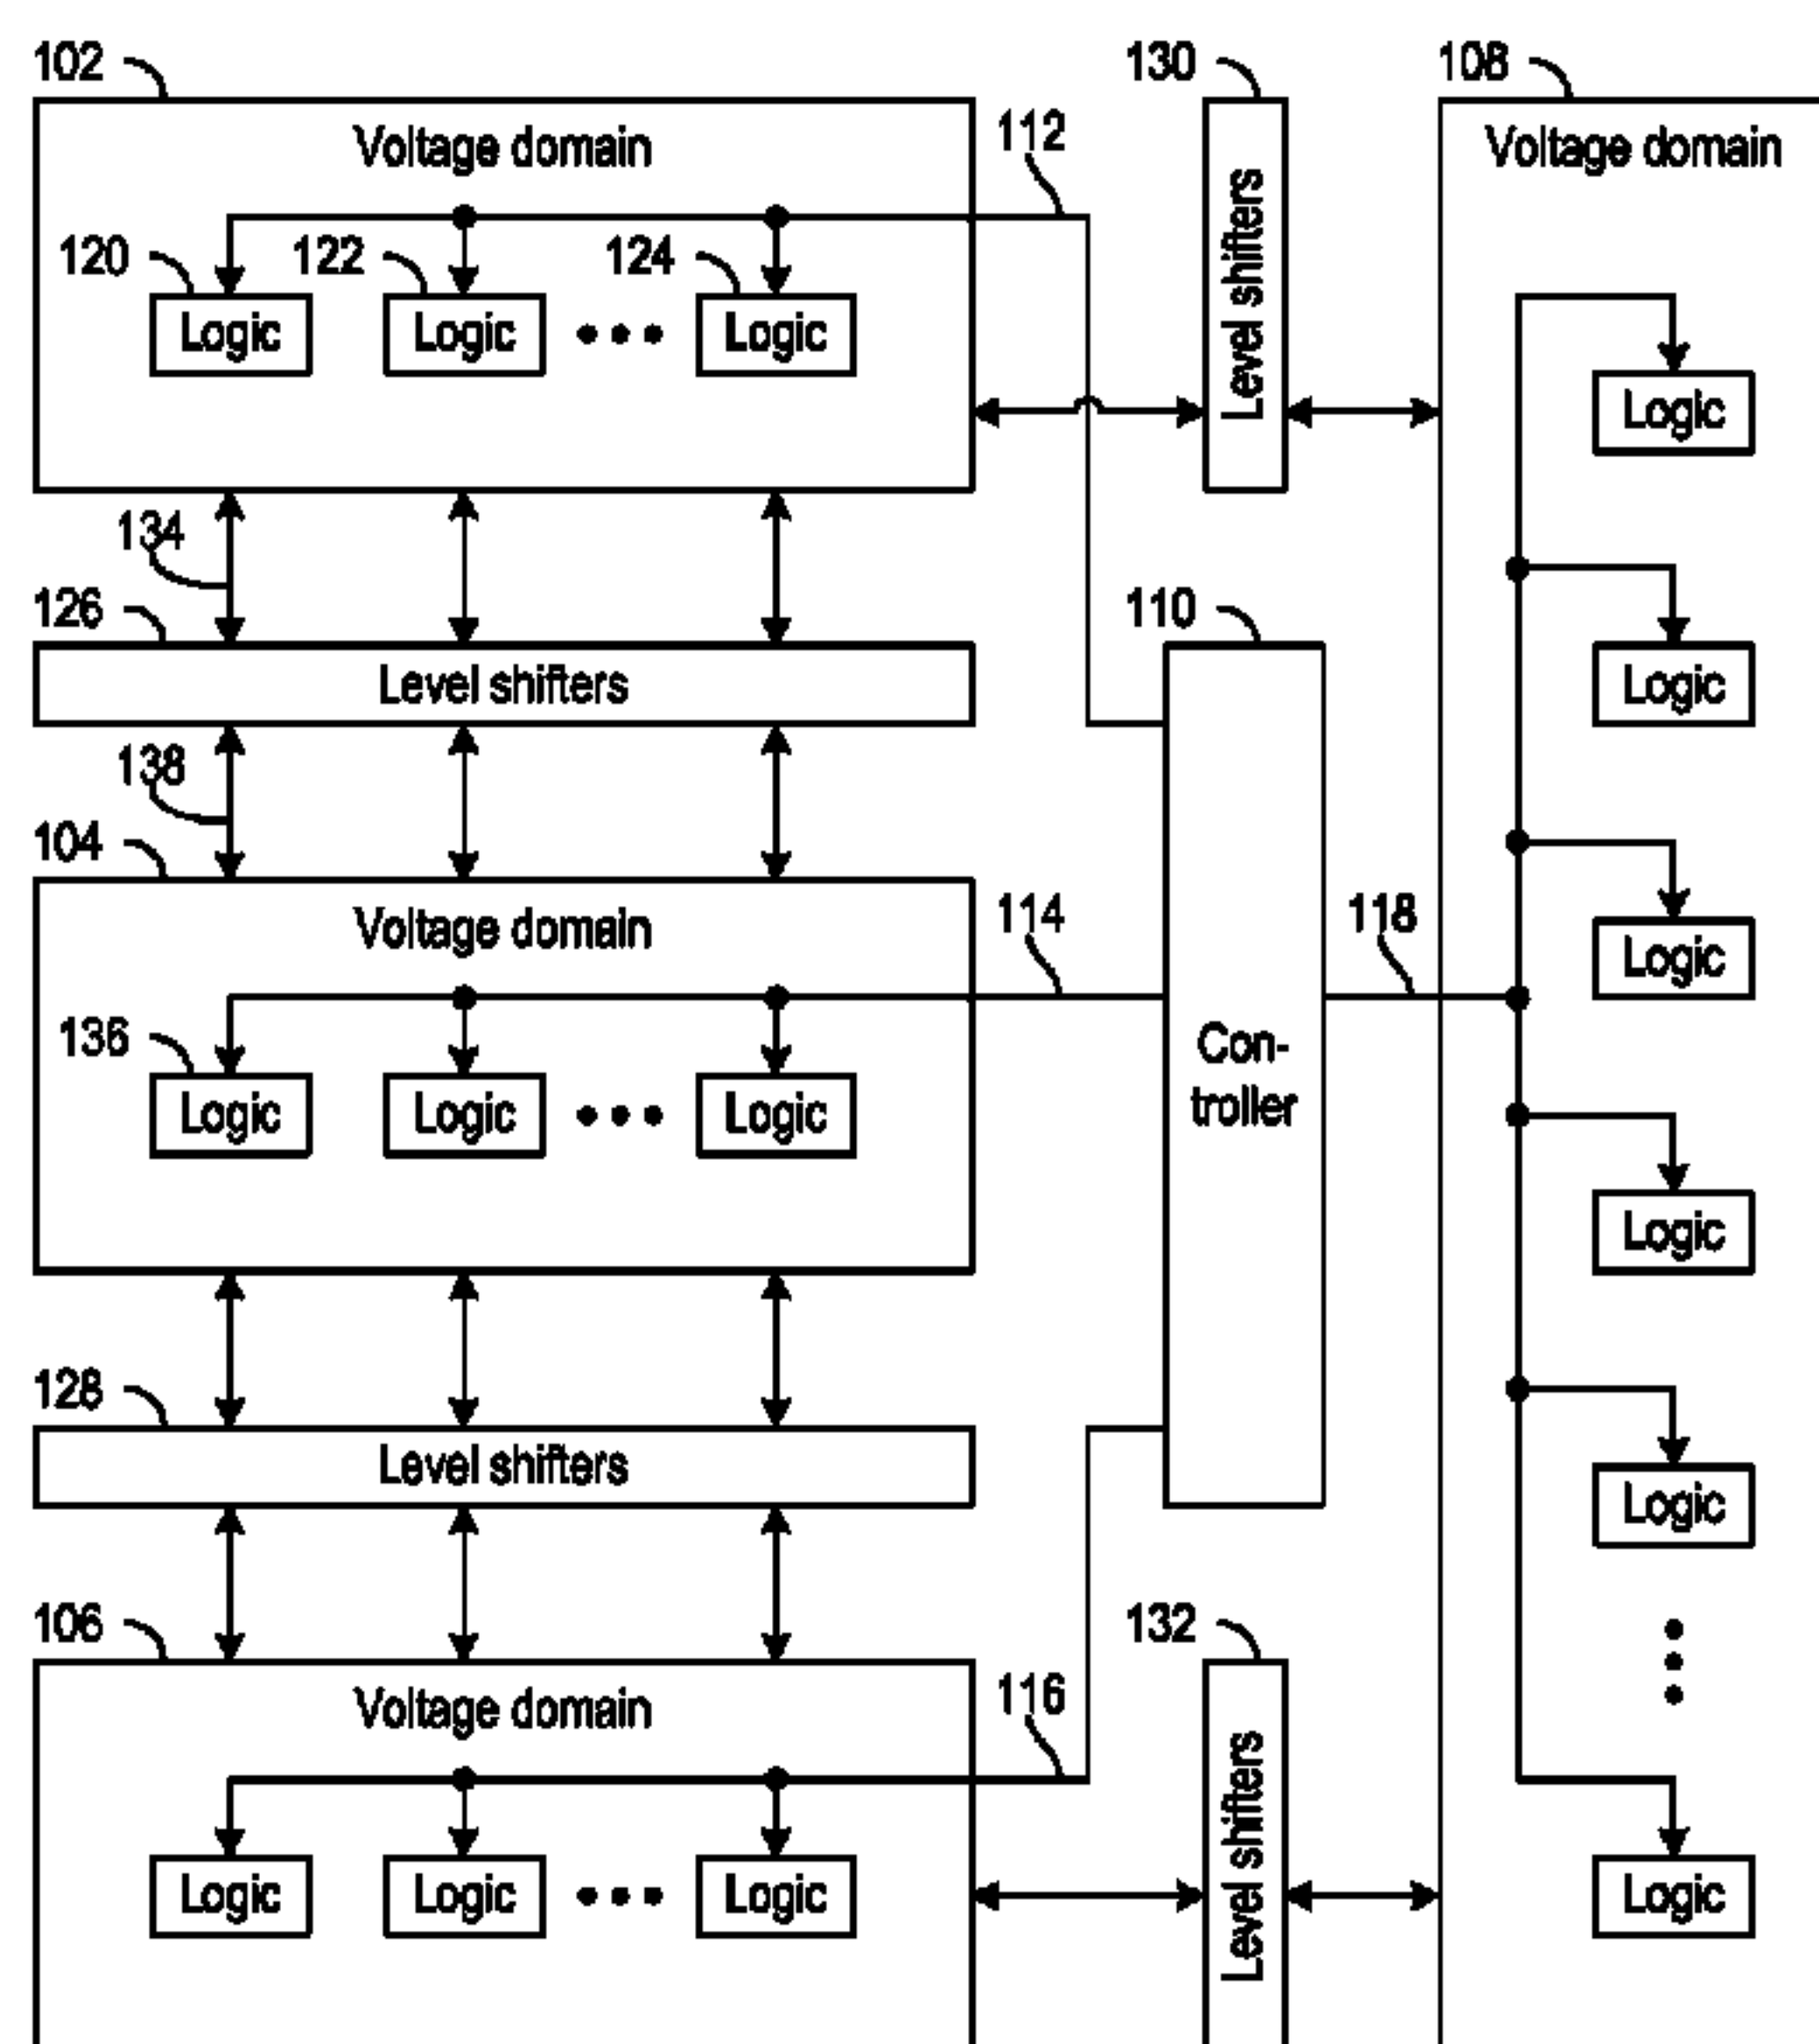 102
130
108
Voltage domain
112
Level shifters
Voltage domain
120
122
124
Logic
Logic
Logic
Logic
134
126
110
Level shifters
Logic
138
104
114
118
Voltage domain
Logic
136
Con-
troller
Logic
Logic
Logic
Logic
128
Level shifters
Logic
106
132
116
Voltage domain
Level shifters
Logic
Logic
Logic
Logic